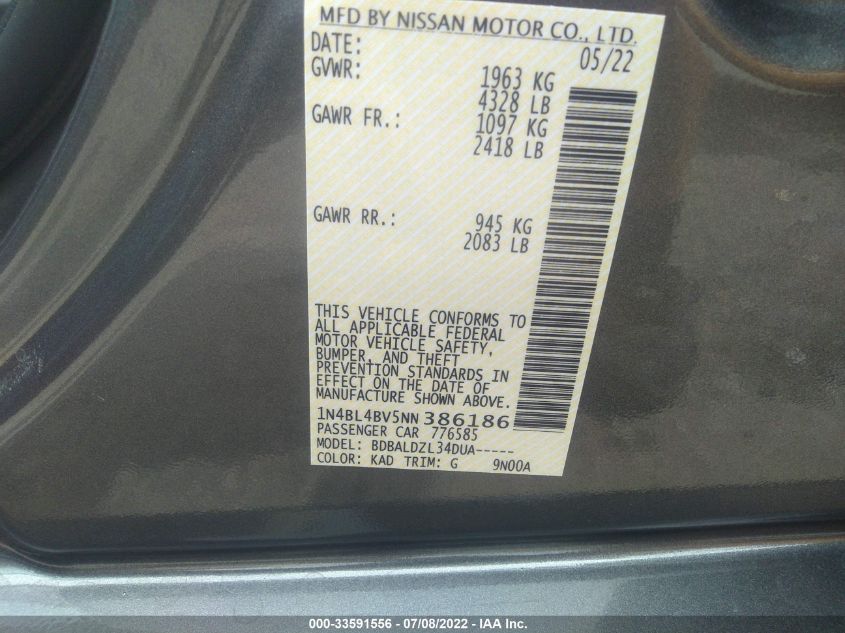 MFD BY NISSAN MOTOR CO., LTD.
DATE: 05/22
GVWR: 1963 KG
4328 LB
GAWR FR.: 1097 KG
2418 LB
GAWR RR.: 945 KG
2083 LB
THIS VEHICLE CONFORMS TO
ALL APPLICABLE FEDERAL
MOTOR VEHICLE SAFETY,
BUMPER, AND THEFT
PREVENTION STANDARDS IN
EFFECT ON THE DATE OF
MANUFACTURE SHOWN ABOVE.
1N4BL4BV5NN386186
PASSENGER CAR 776585
MODEL: BDBALDZL34DUA-----
COLOR: KAD TRIM: G 9N00A
000-33591556 - 07/08/2022 - IAA Inc.